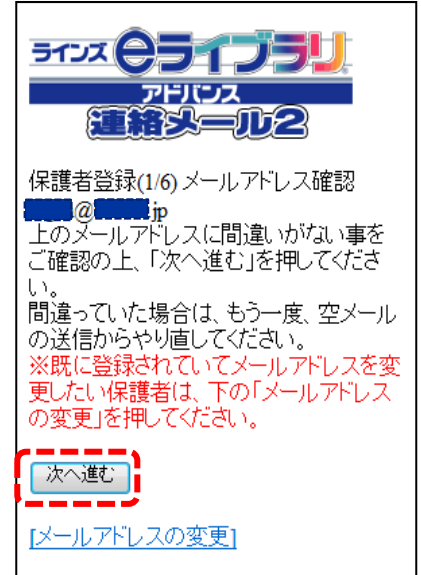 ラインズeライブラリ
アドバンス
連絡メール2
保護者登録(1/6) メールアドレス確認
@ jp
上のメールアドレスに間違いがない事を
ご確認の上、「次へ進む」を押してくださ
い。
間違っていた場合は、もう一度、空メール
の送信からやり直してください。
※既に登録されていてメールアドレスを変
更したい保護者は、下の「メールアドレス
の変更」を押してください。
次へ進む
[メールアドレスの変更]